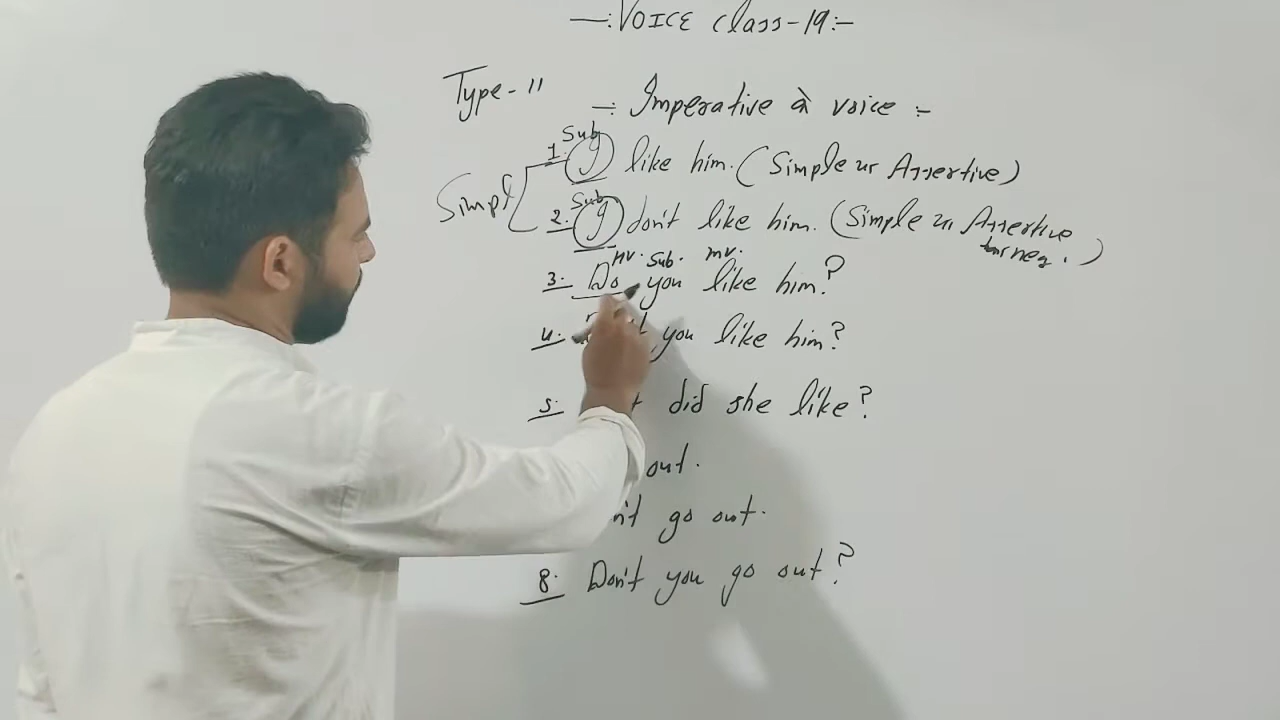 —: VOICE Class-19:—
Type-11
—: Imperative à voice :-
Sub
1. I like him. (Simple or Assertive)
Simpl
Sub
2. I don't like him. (Simple or Assertive
neg.)
HV. Sub. mv.
3. Do you like him?
4. you like him?
5. did she like?
out.
n't go out.
8. Don't you go out?